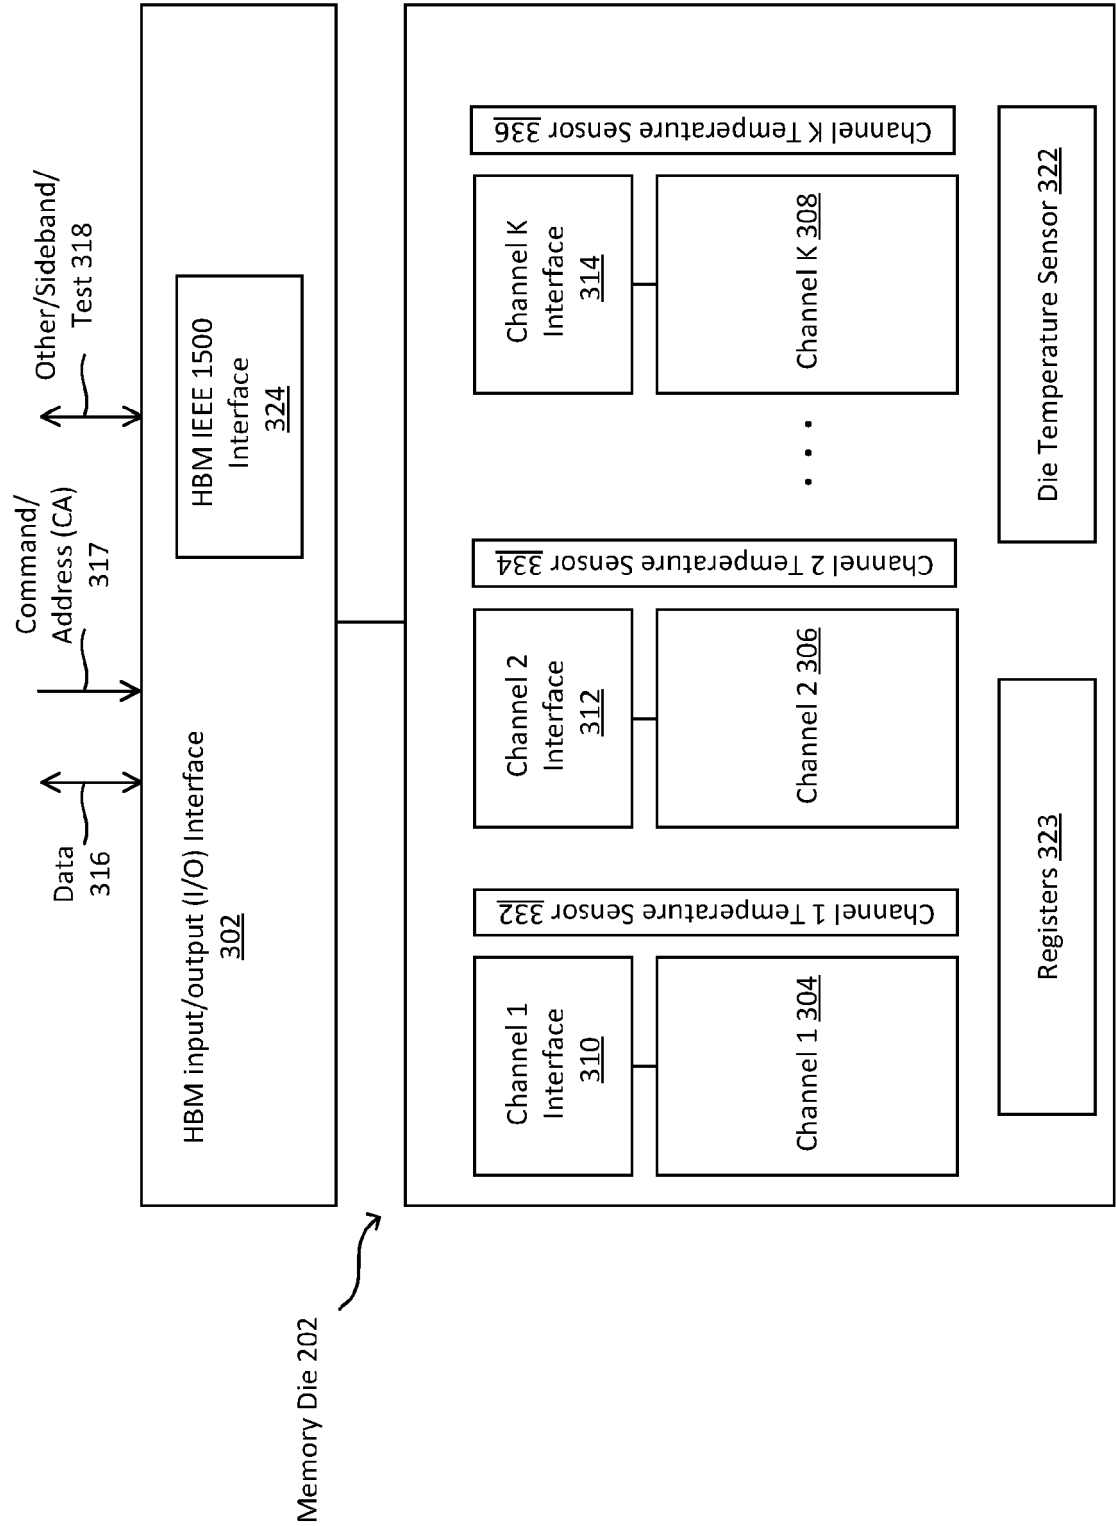 Data
316
Command/
Address (CA)
317
Other/Sideband/
Test 318
HBM input/output (I/O) Interface
302
HBM IEEE 1500
Interface
324
Memory Die 202
Channel 1
Interface
310
Channel 1 Temperature Sensor 332
Channel 2
Interface
312
Channel 2 Temperature Sensor 334
Channel K
Interface
314
Channel K Temperature Sensor 336
Channel 1 304
Channel 2 306
. . .
Channel K 308
Registers 323
Die Temperature Sensor 322